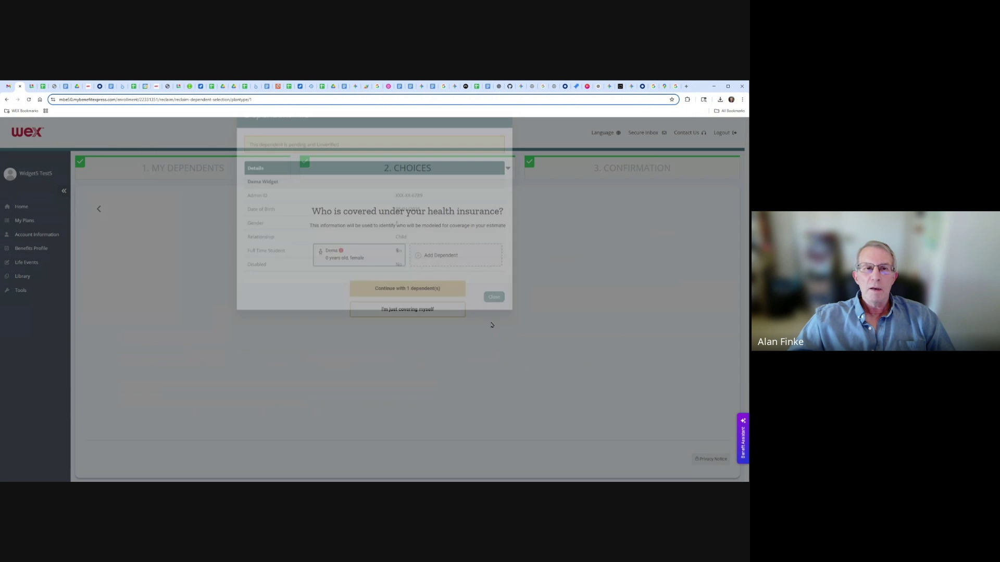 mbe50.mybenefitexpress.com/enrollment/22331351/reclaim/reclaim-dependent-selection/plantype/1
WEX Bookmarks
All Bookmarks
wex
Language
Secure Inbox
Contact Us
Logout
This dependent is pending and Unverified
Widget5 Test5
1. MY DEPENDENTS
Details
2. CHOICES
3. CONFIRMATION
Dema Widget
Admin ID
XXX-XX-6789
Date of Birth
Who is covered under your health insurance?
Gender
This information will be used to identify who will be modeled for coverage in your estimate
Relationship
Child
Full Time Student
No
Dema
0 years old, female
Add Dependent
Disabled
No
Continue with 1 dependent(s)
Close
I'm just covering myself
Home
My Plans
Account Information
Benefits Profile
Life Events
Library
Tools
Privacy Notice
Benefit Assistant
Alan Finke